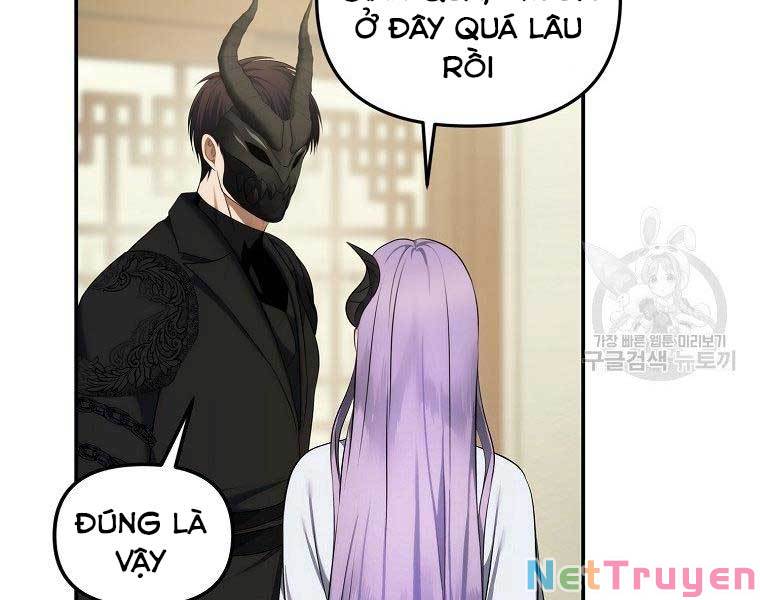 Ở ĐÂY QUÁ LÂU
RỒI
ĐÚNG LÀ
VẬY
가장 빠른 웹툰 미리보기
구글검색 뉴토끼
NetTruyen